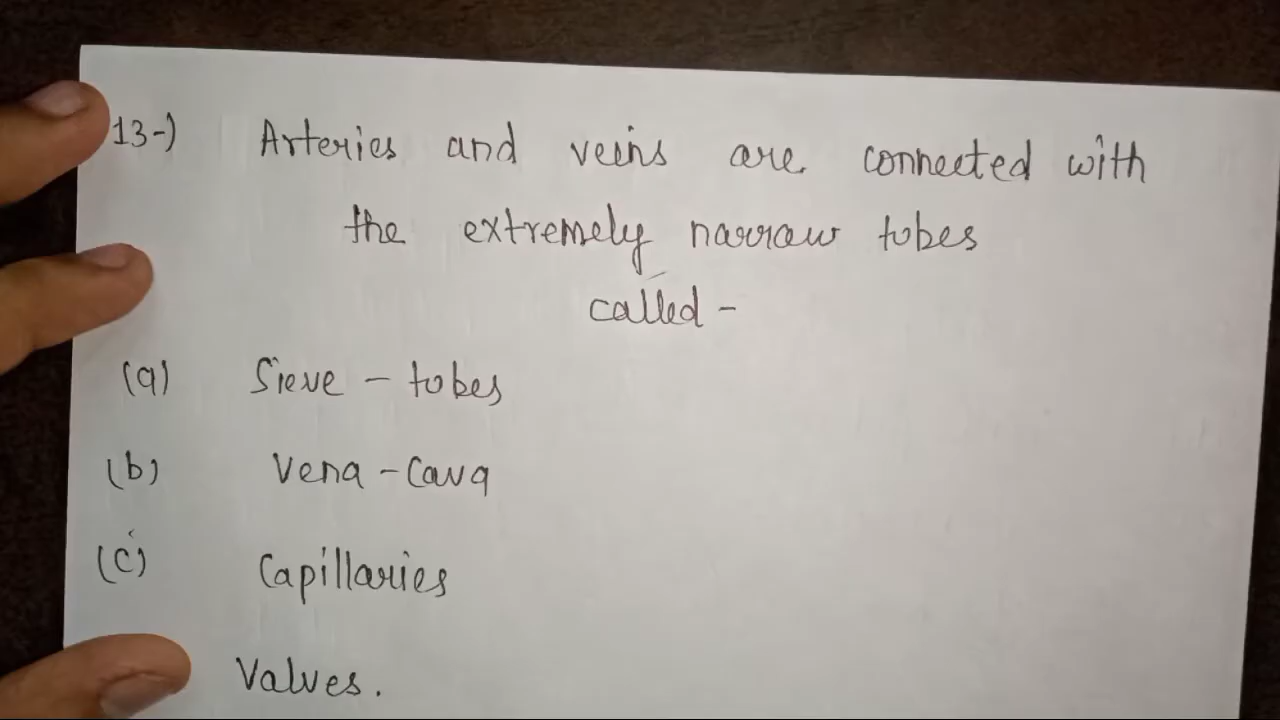 13-) Arteries and veins are connected with
the extremely narrow tubes
called -
(a) Sieve - tubes
(b) Vena - Cava
(C) Capillaries
Valves.